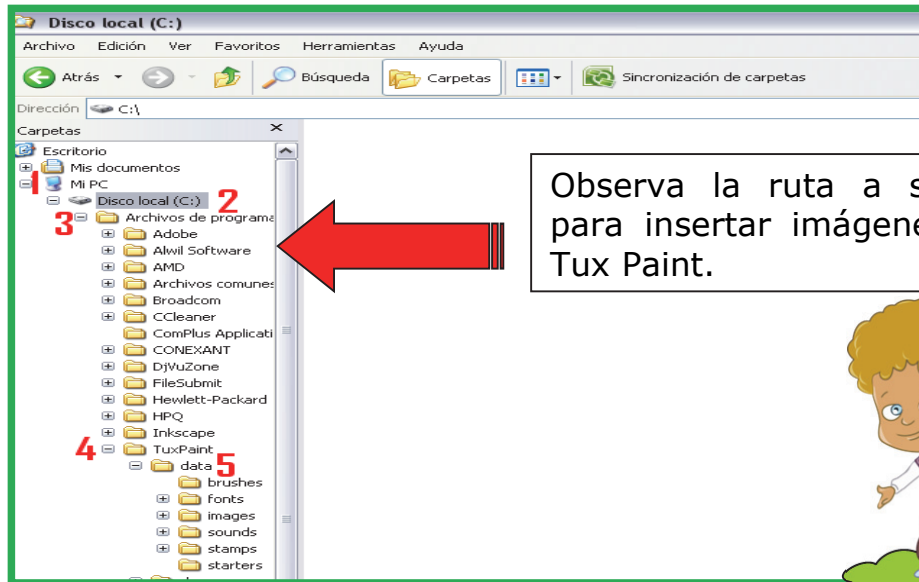 Disco local (C:)
Archivo Edición Ver Favoritos Herramientas Ayuda
Atrás Búsqueda Carpetas Sincronización de carpetas
Dirección C:\
Carpetas
Escritorio
Mis documentos
1 Mi PC
Disco local (C:) 2
3 Archivos de programa
Adobe
Alwil Software
AMD
Archivos comunes
Broadcom
CCleaner
ComPlus Applicati
CONEXANT
DjVuZone
FileSubmit
Hewlett-Packard
HPQ
Inkscape
4 TuxPaint
data 5
brushes
fonts
images
sounds
stamps
starters
Observa la ruta a s
para insertar imágene
Tux Paint.